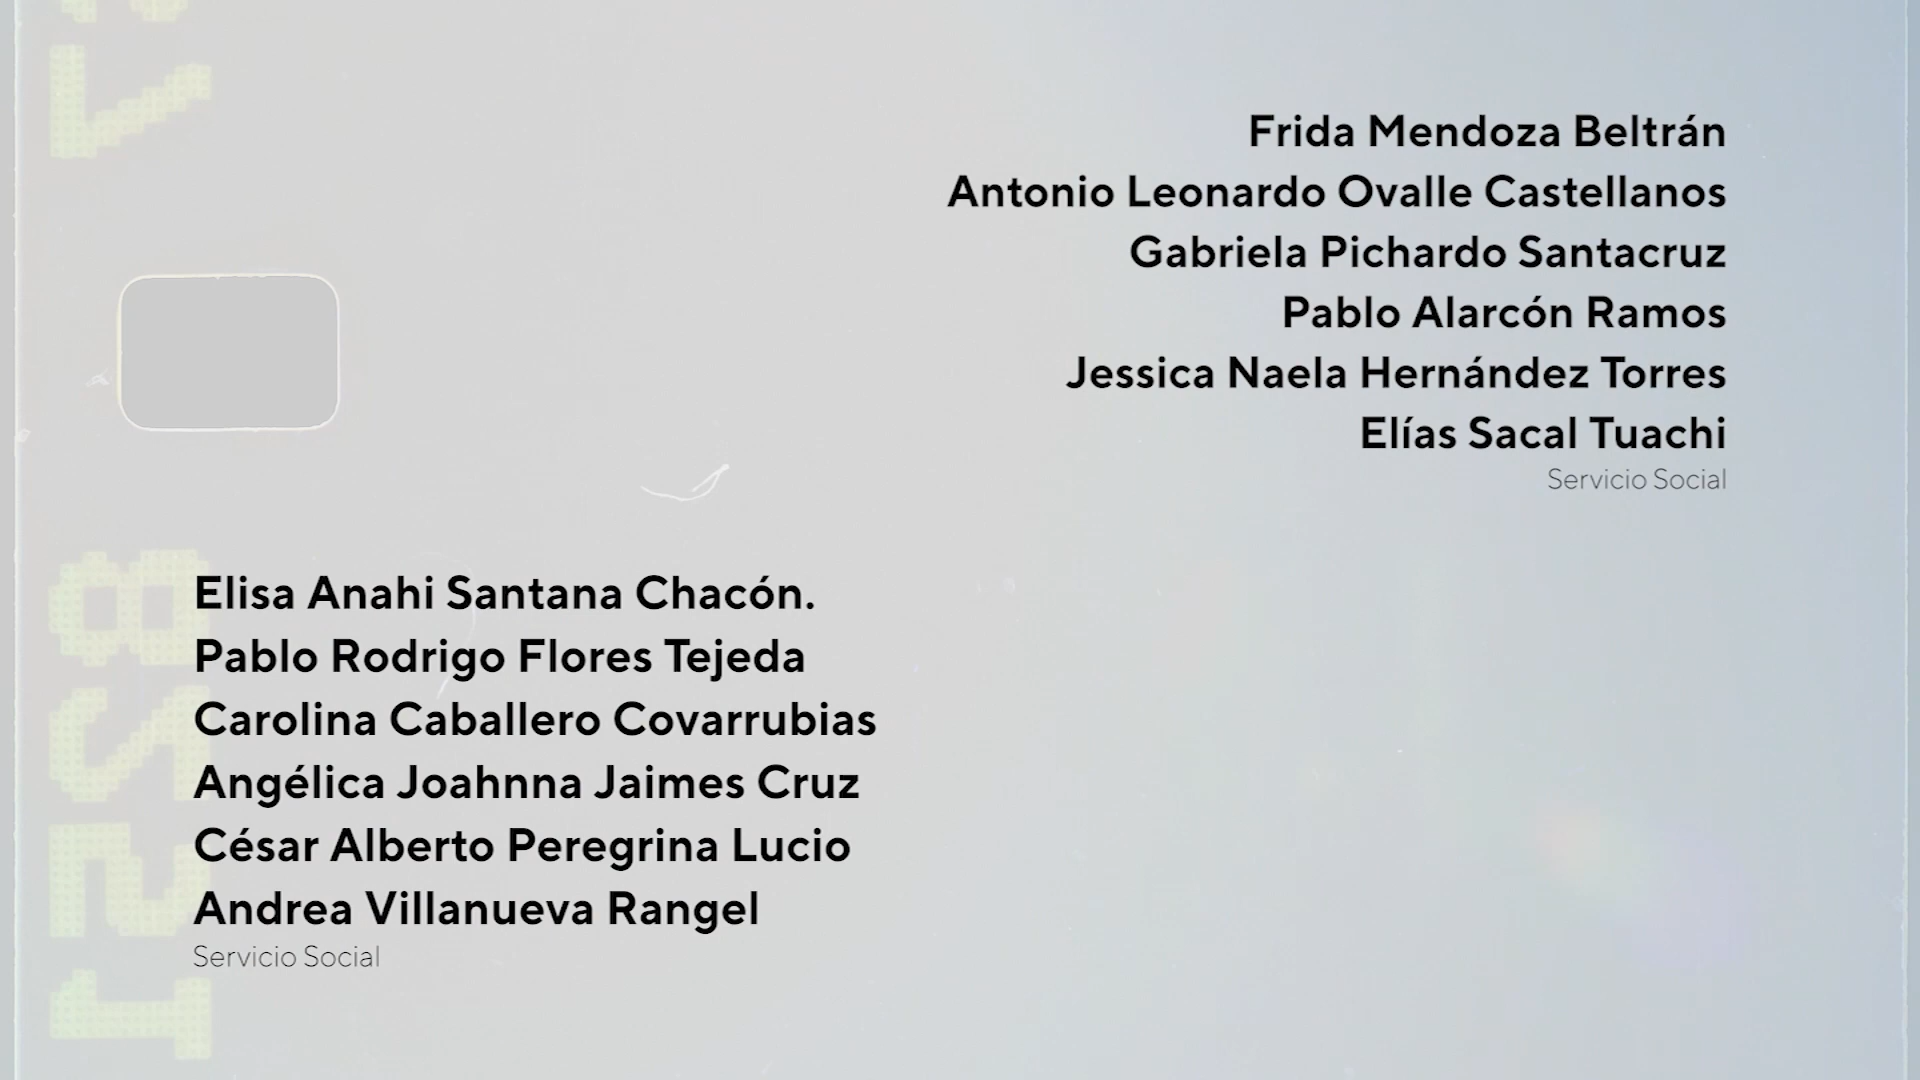 Frida Mendoza Beltrán
Antonio Leonardo Ovalle Castellanos
Gabriela Pichardo Santacruz
Pablo Alarcón Ramos
Jessica Naela Hernández Torres
Elías Sacal Tuachi
Servicio Social
Elisa Anahi Santana Chacón.
Pablo Rodrigo Flores Tejeda
Carolina Caballero Covarrubias
Angélica Joahnna Jaimes Cruz
César Alberto Peregrina Lucio
Andrea Villanueva Rangel
Servicio Social